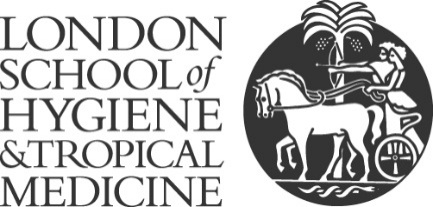 LONDON
SCHOOL of
HYGIENE
&TROPICAL
MEDICINE